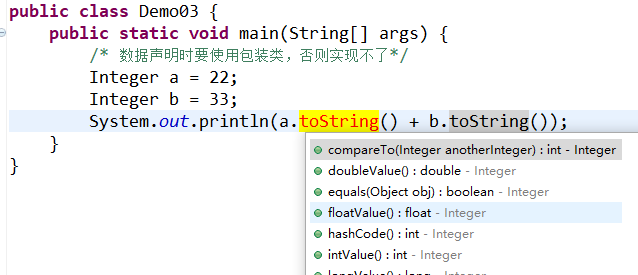 public class Demo03 {
public static void main(String[] args) {
/* 数据声明时要使用包装类，否则实现不了*/
Integer a = 22;
Integer b = 33;
System.out.println(a.toString() + b.toString());
}
}
compareTo(Integer anotherInteger) : int - Integer
doubleValue() : double - Integer
equals(Object obj) : boolean - Integer
floatValue() : float - Integer
hashCode() : int - Integer
intValue() : int - Integer
longValue() : long - Integer